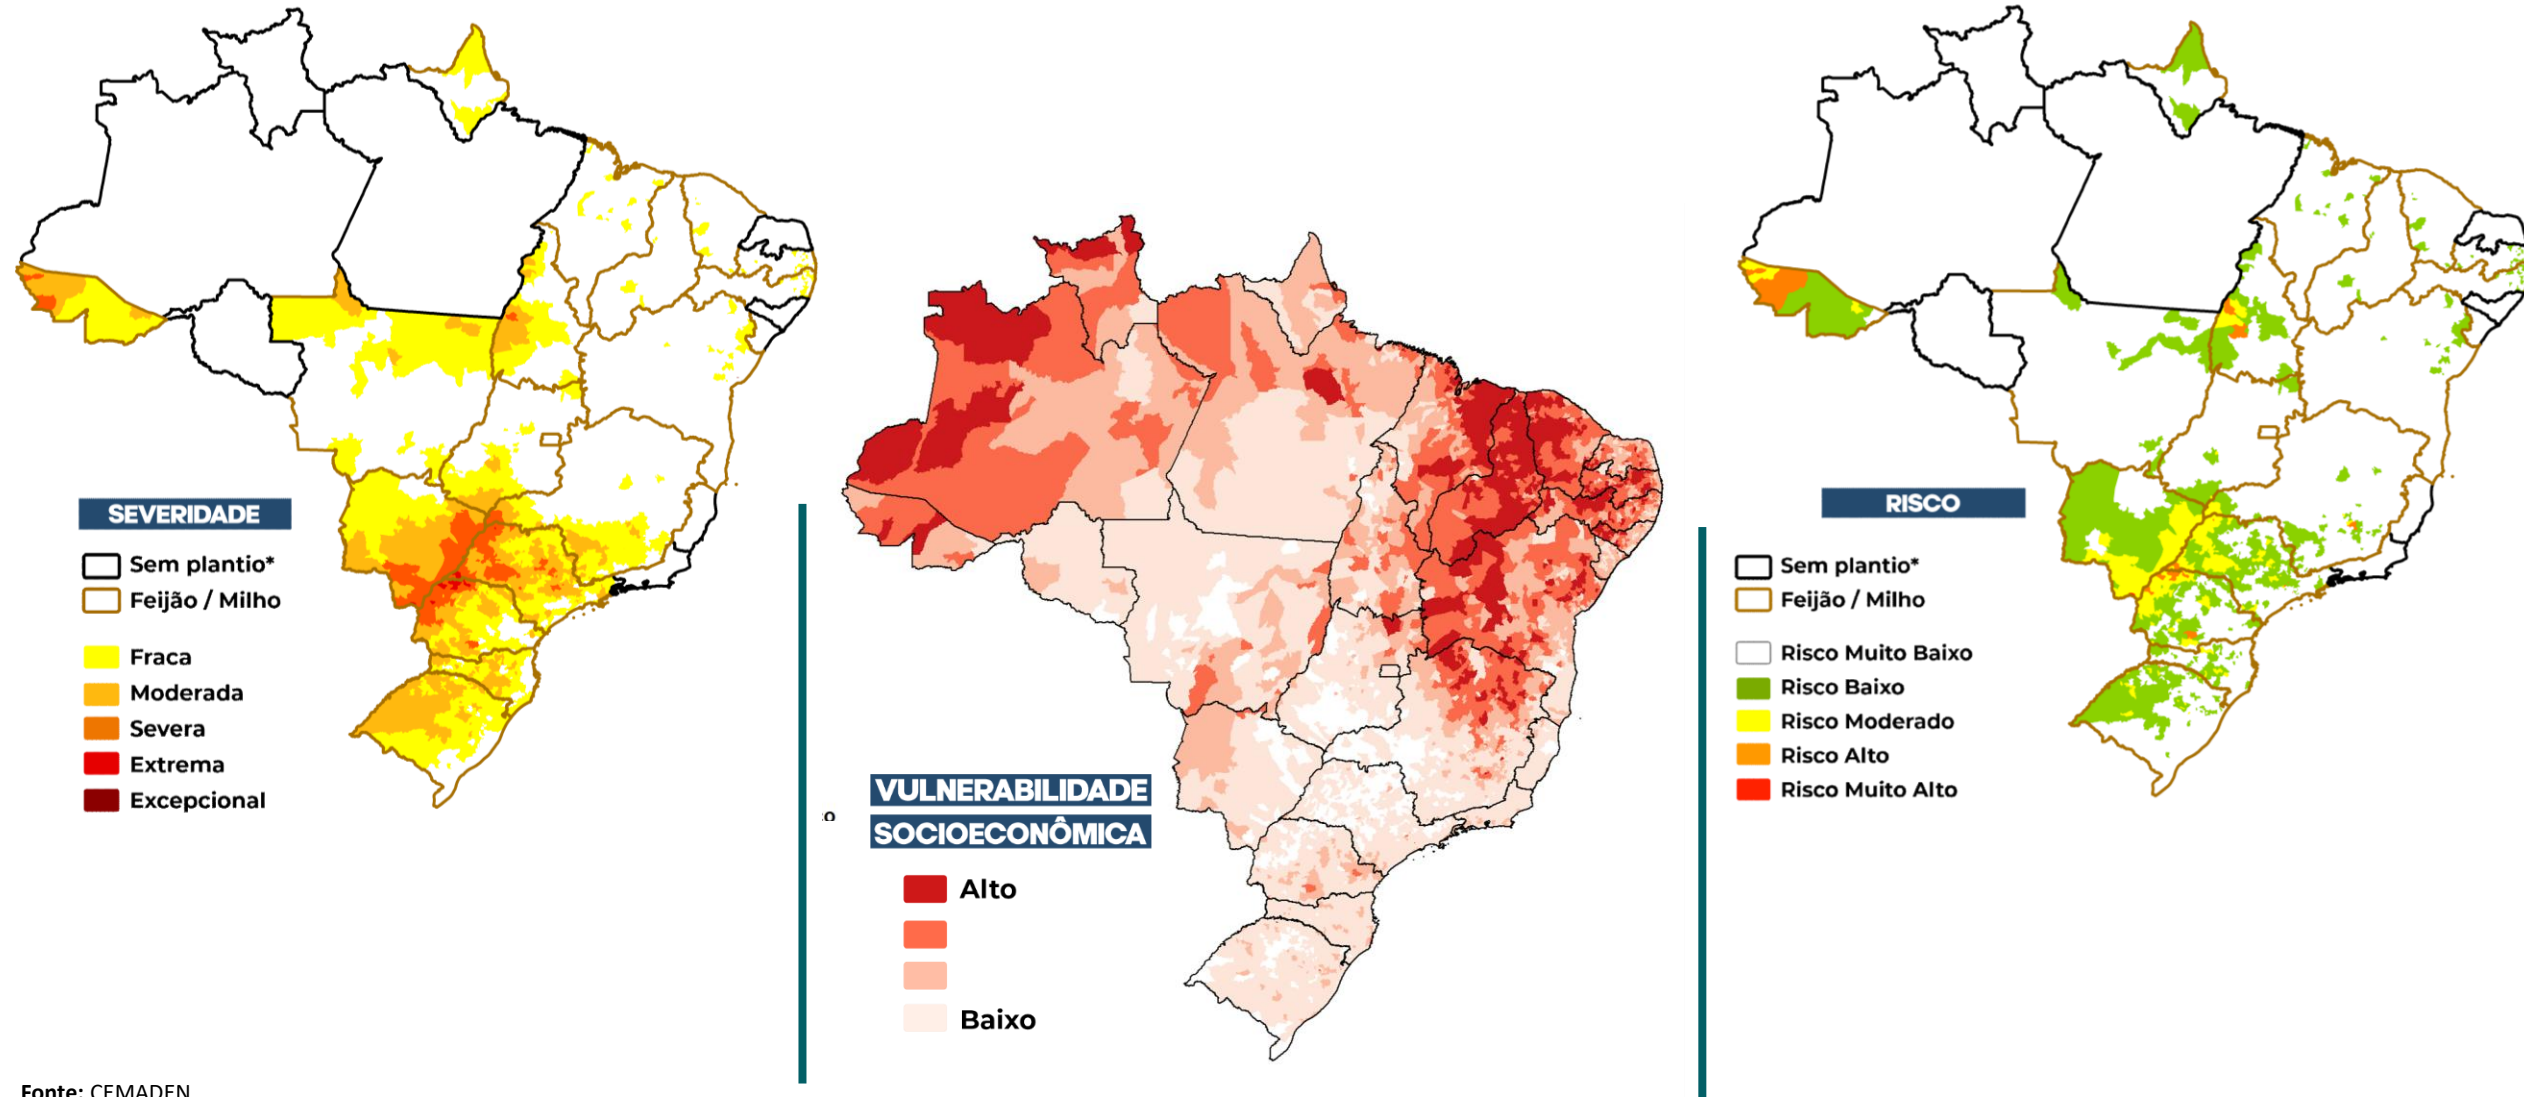 SEVERIDADE
Sem plantio*
Feijão / Milho
Fraca
Moderada
Severa
Extrema
Excepcional
Fonte: CEMADEN
:o
VULNERABILIDADE
SOCIOECONÔMICA
Alto
Baixo
RISCO
Sem plantio*
Feijão / Milho
Risco Muito Baixo
Risco Baixo
Risco Moderado
Risco Alto
Risco Muito Alto